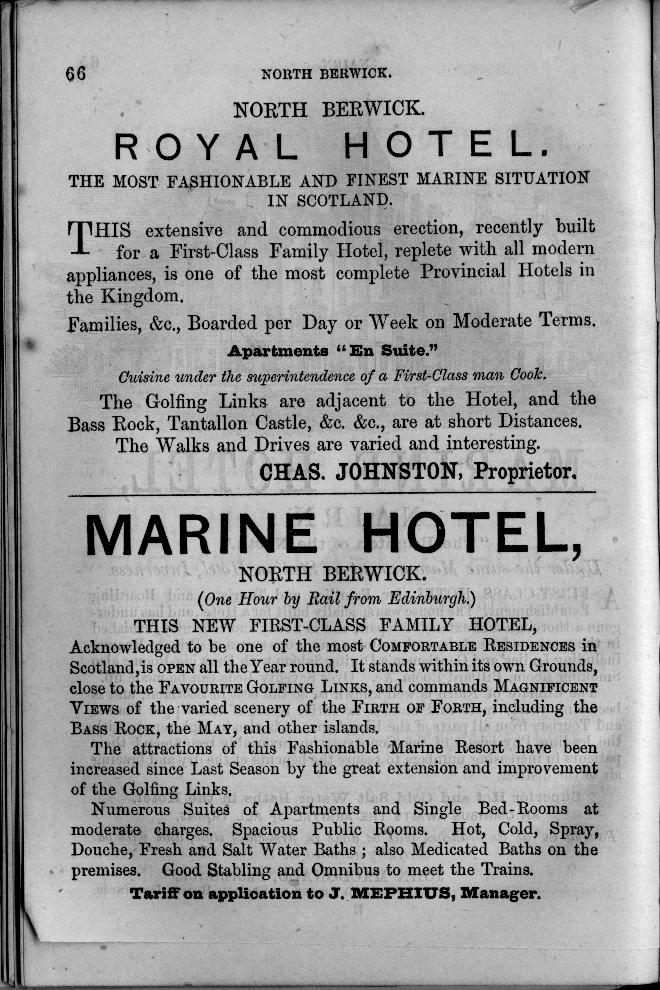 66 NORTH BERWICK.
NORTH BERWICK.
ROYAL HOTEL.
THE MOST FASHIONABLE AND FINEST MARINE SITUATION
IN SCOTLAND.
THIS extensive and commodious erection, recently built
for a First-Class Family Hotel, replete with all modern
appliances, is one of the most complete Provincial Hotels in
the Kingdom.
Families, &c., Boarded per Day or Week on Moderate Terms.
Apartments "En Suite."
Cuisine under the superintendence of a First-Class man Cook.
The Golfing Links are adjacent to the Hotel, and the
Bass Rock, Tantallon Castle, &c. &c., are at short Distances.
The Walks and Drives are varied and interesting.
CHAS. JOHNSTON, Proprietor.
MARINE HOTEL,
NORTH BERWICK.
(One Hour by Rail from Edinburgh.)
THIS NEW FIRST-CLASS FAMILY HOTEL,
Acknowledged to be one of the most COMFORTABLE RESIDENCES in
Scotland, is OPEN all the Year round. It stands within its own Grounds,
close to the FAVOURITE GOLFING LINKS, and commands MAGNIFICENT
VIEWS of the varied scenery of the FIRTH OF FORTH, including the
BASS ROCK, the MAY, and other islands.
The attractions of this Fashionable Marine Resort have been
increased since Last Season by the great extension and improvement
of the Golfing Links.
Numerous Suites of Apartments and Single Bed-Rooms at
moderate charges. Spacious Public Rooms. Hot, Cold, Spray,
Douche, Fresh and Salt Water Baths; also Medicated Baths on the
premises. Good Stabling and Omnibus to meet the Trains.
Tariff on application to J. MEPHIUS, Manager.